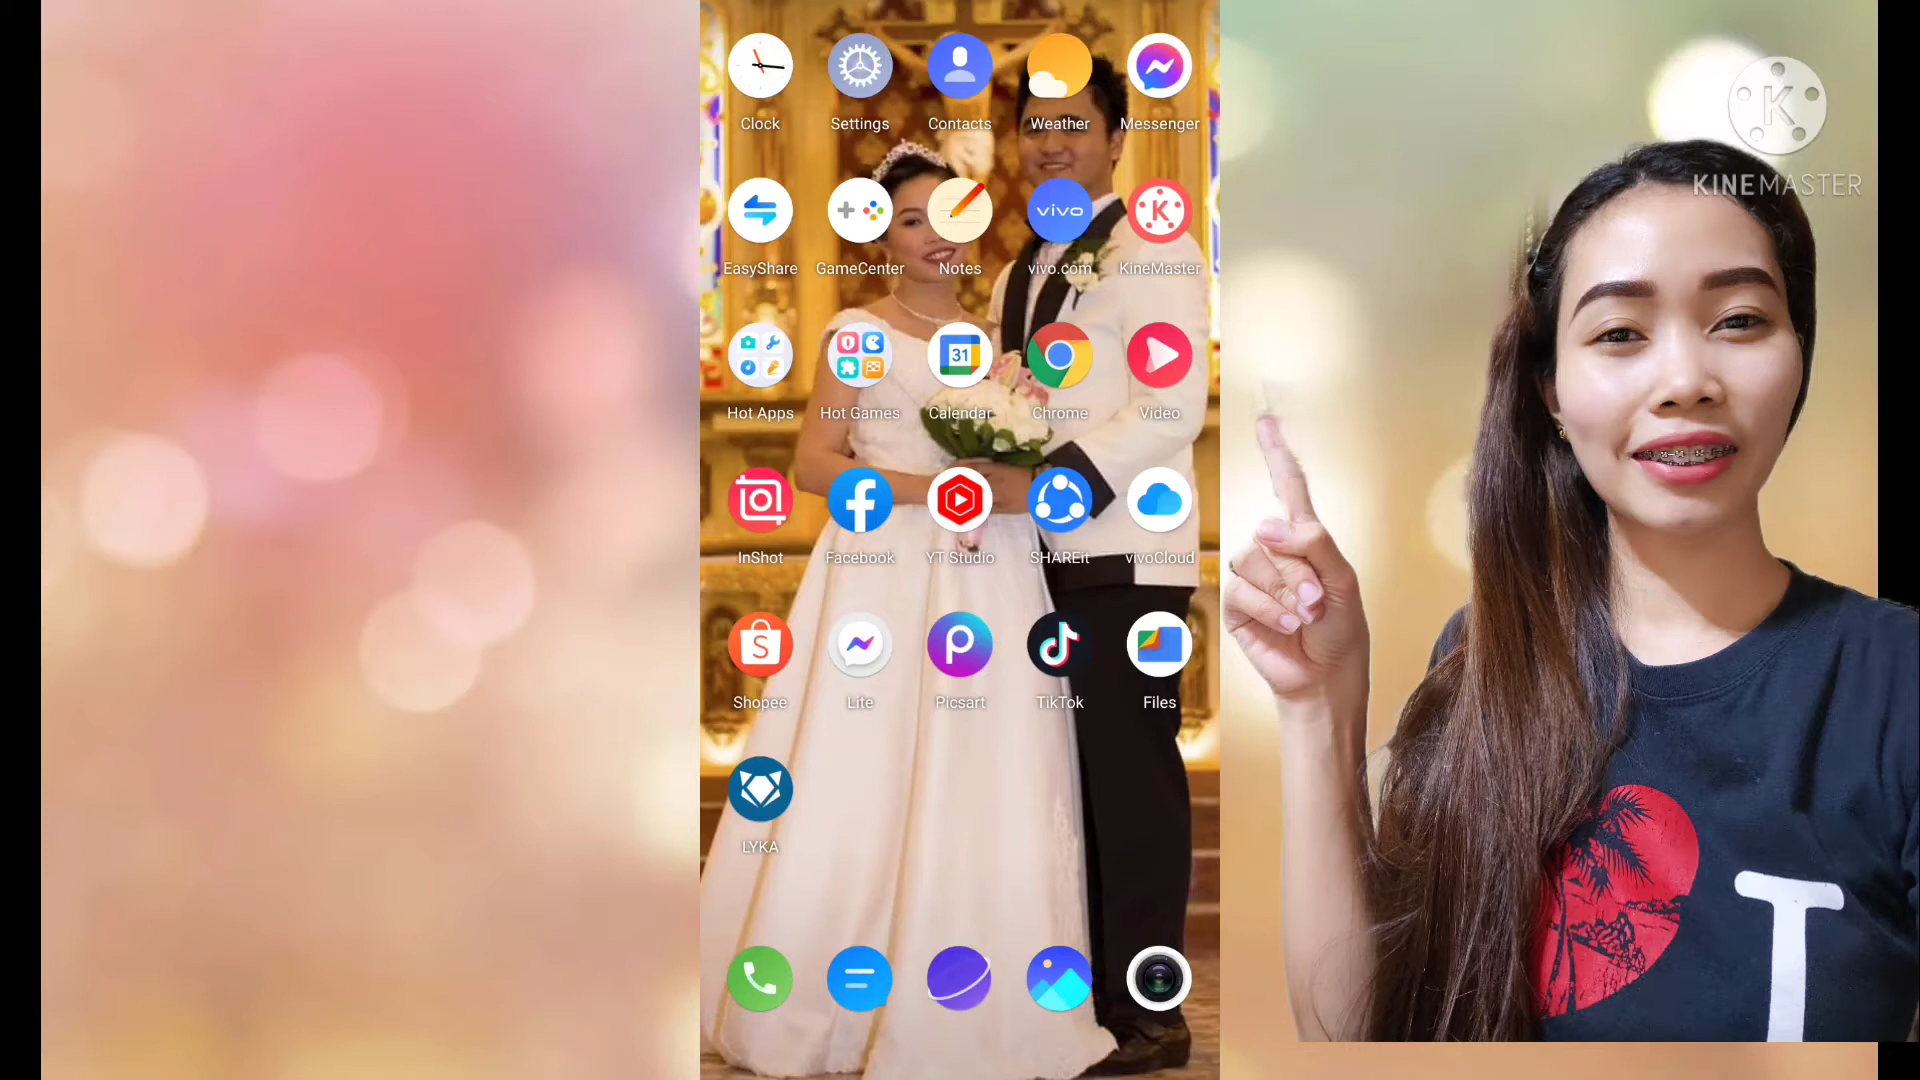 Clock Settings Contacts Weather Messenger
vivo
EasyShare GameCenter Notes vivo.com KineMaster
31
Hot Apps Hot Games Calendar Chrome Video
InShot Facebook YT Studio SHAREit vivoCloud
Shopee Lite Picsart TikTok Files
LYKA
KINEMASTER